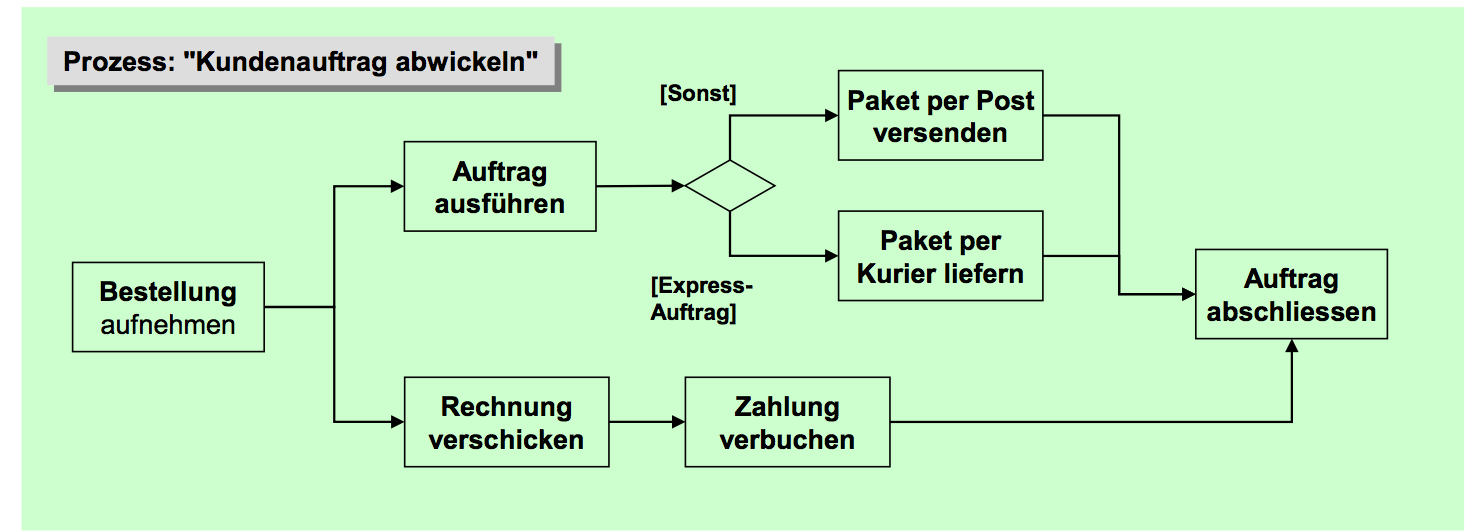 Prozess: "Kundenauftrag abwickeln"
[Sonst]
Paket per Post
versenden
Auftrag
ausführen
Paket per
Kurier liefern
[Express-
Auftrag]
Bestellung
aufnehmen
Auftrag
abschliessen
Rechnung
verschicken
Zahlung
verbuchen